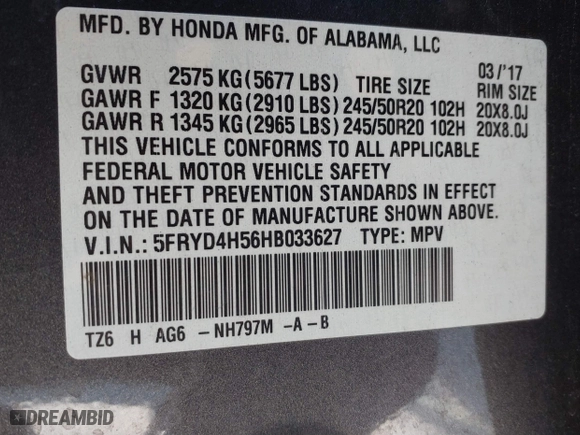 MFD. BY HONDA MFG. OF ALABAMA, LLC
03/'17
GVWR 2575 KG(5677 LBS) TIRE SIZE RIM SIZE
GAWR F 1320 KG(2910 LBS) 245/50R20 102H 20X8.0J
GAWR R 1345 KG(2965 LBS) 245/50R20 102H 20X8.0J
THIS VEHICLE CONFORMS TO ALL APPLICABLE
FEDERAL MOTOR VEHICLE SAFETY
AND THEFT PREVENTION STANDARDS IN EFFECT
ON THE DATE OF MANUFACTURE SHOWN ABOVE.
V.I.N.: 5FRYD4H56HB033627 TYPE: MPV
TZ6 H AG6 -NH797M -A-B
DREAMBID